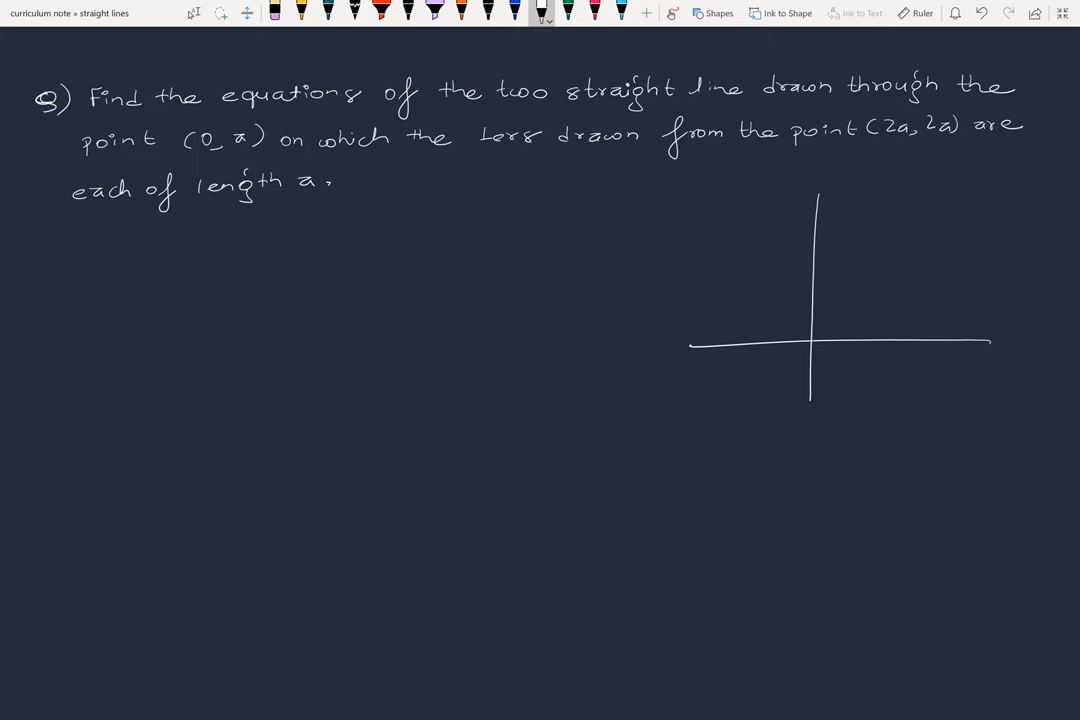 curriculum note » straight lines
Shapes Ink to Shape Ink to Text Ruler
Q) Find the equations of the two straight line drawn through the
point (0, a) on which the ⊥ers drawn from the point (2a, 2a) are
each of length a.